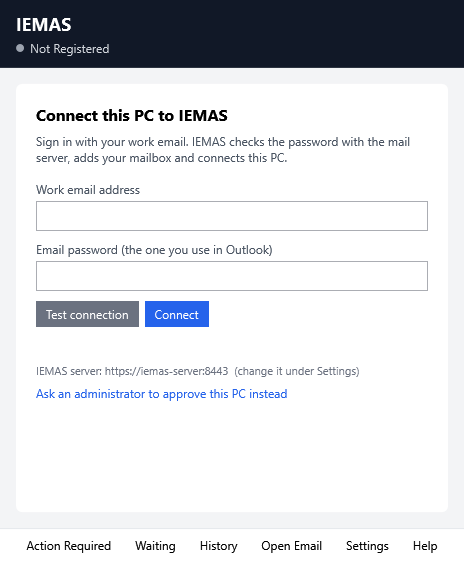 IEMAS
Not Registered
Connect this PC to IEMAS
Sign in with your work email. IEMAS checks the password with the mail
server, adds your mailbox and connects this PC.
Work email address
Email password (the one you use in Outlook)
Test connection Connect
IEMAS server: https://iemas-server:8443 (change it under Settings)
Ask an administrator to approve this PC instead
Action Required Waiting History Open Email Settings Help